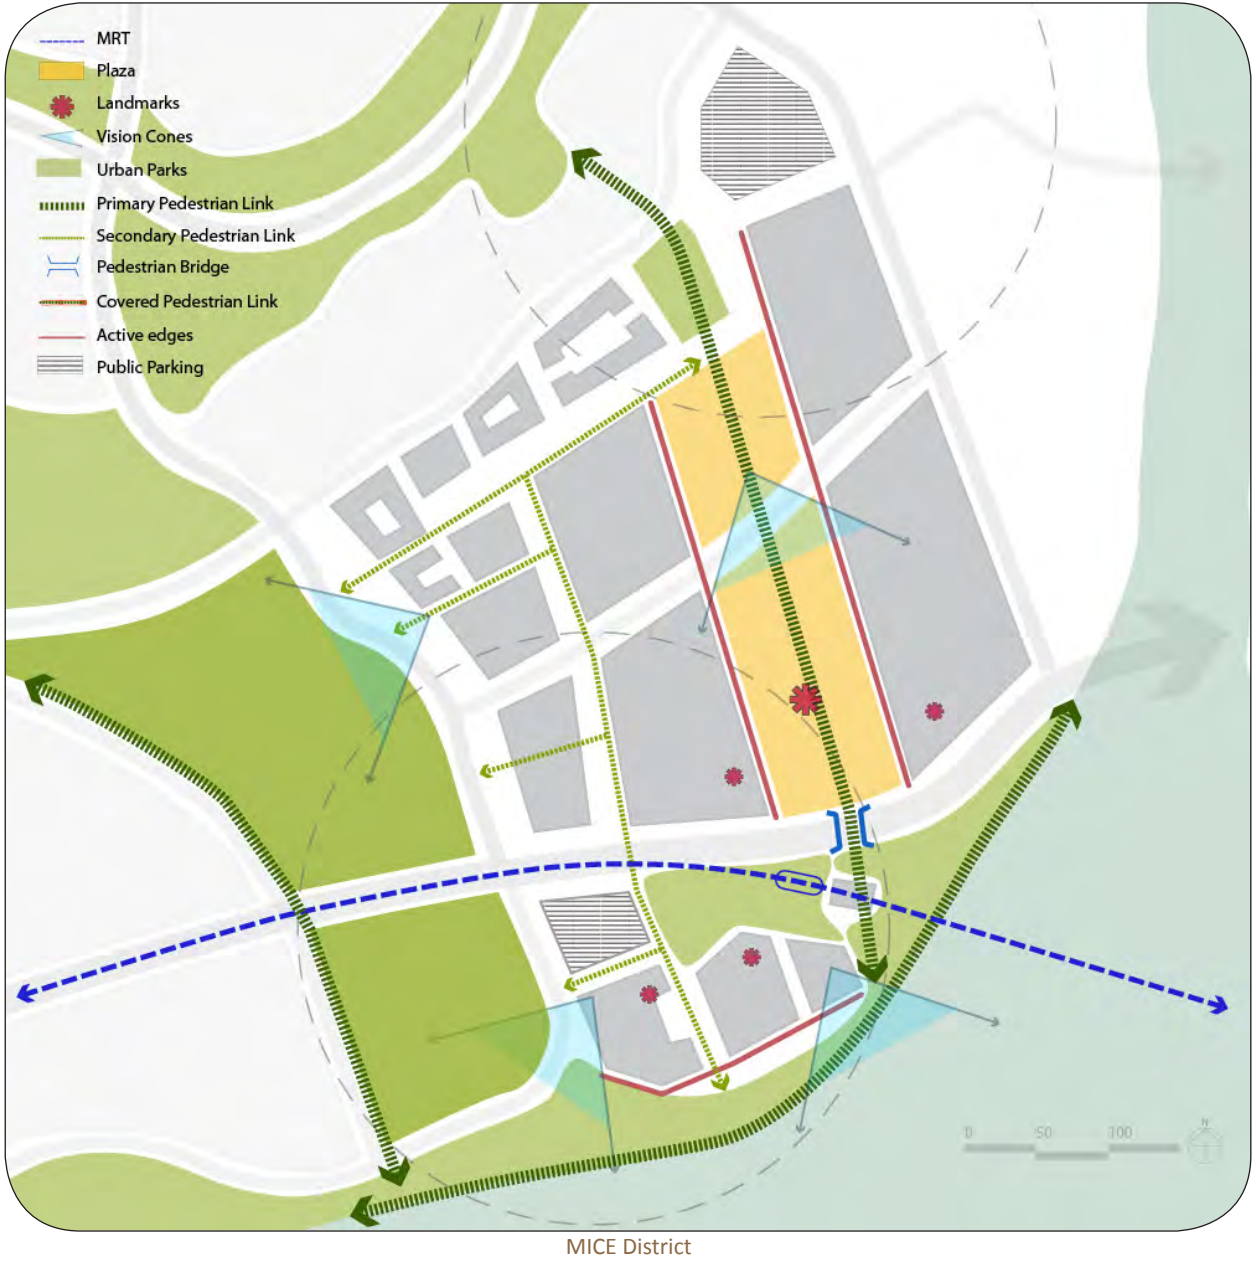 MRT
Plaza
Landmarks
Vision Cones
Urban Parks
Primary Pedestrian Link
Secondary Pedestrian Link
Pedestrian Bridge
Covered Pedestrian Link
Active edges
Public Parking
0 50 100
N
MICE District